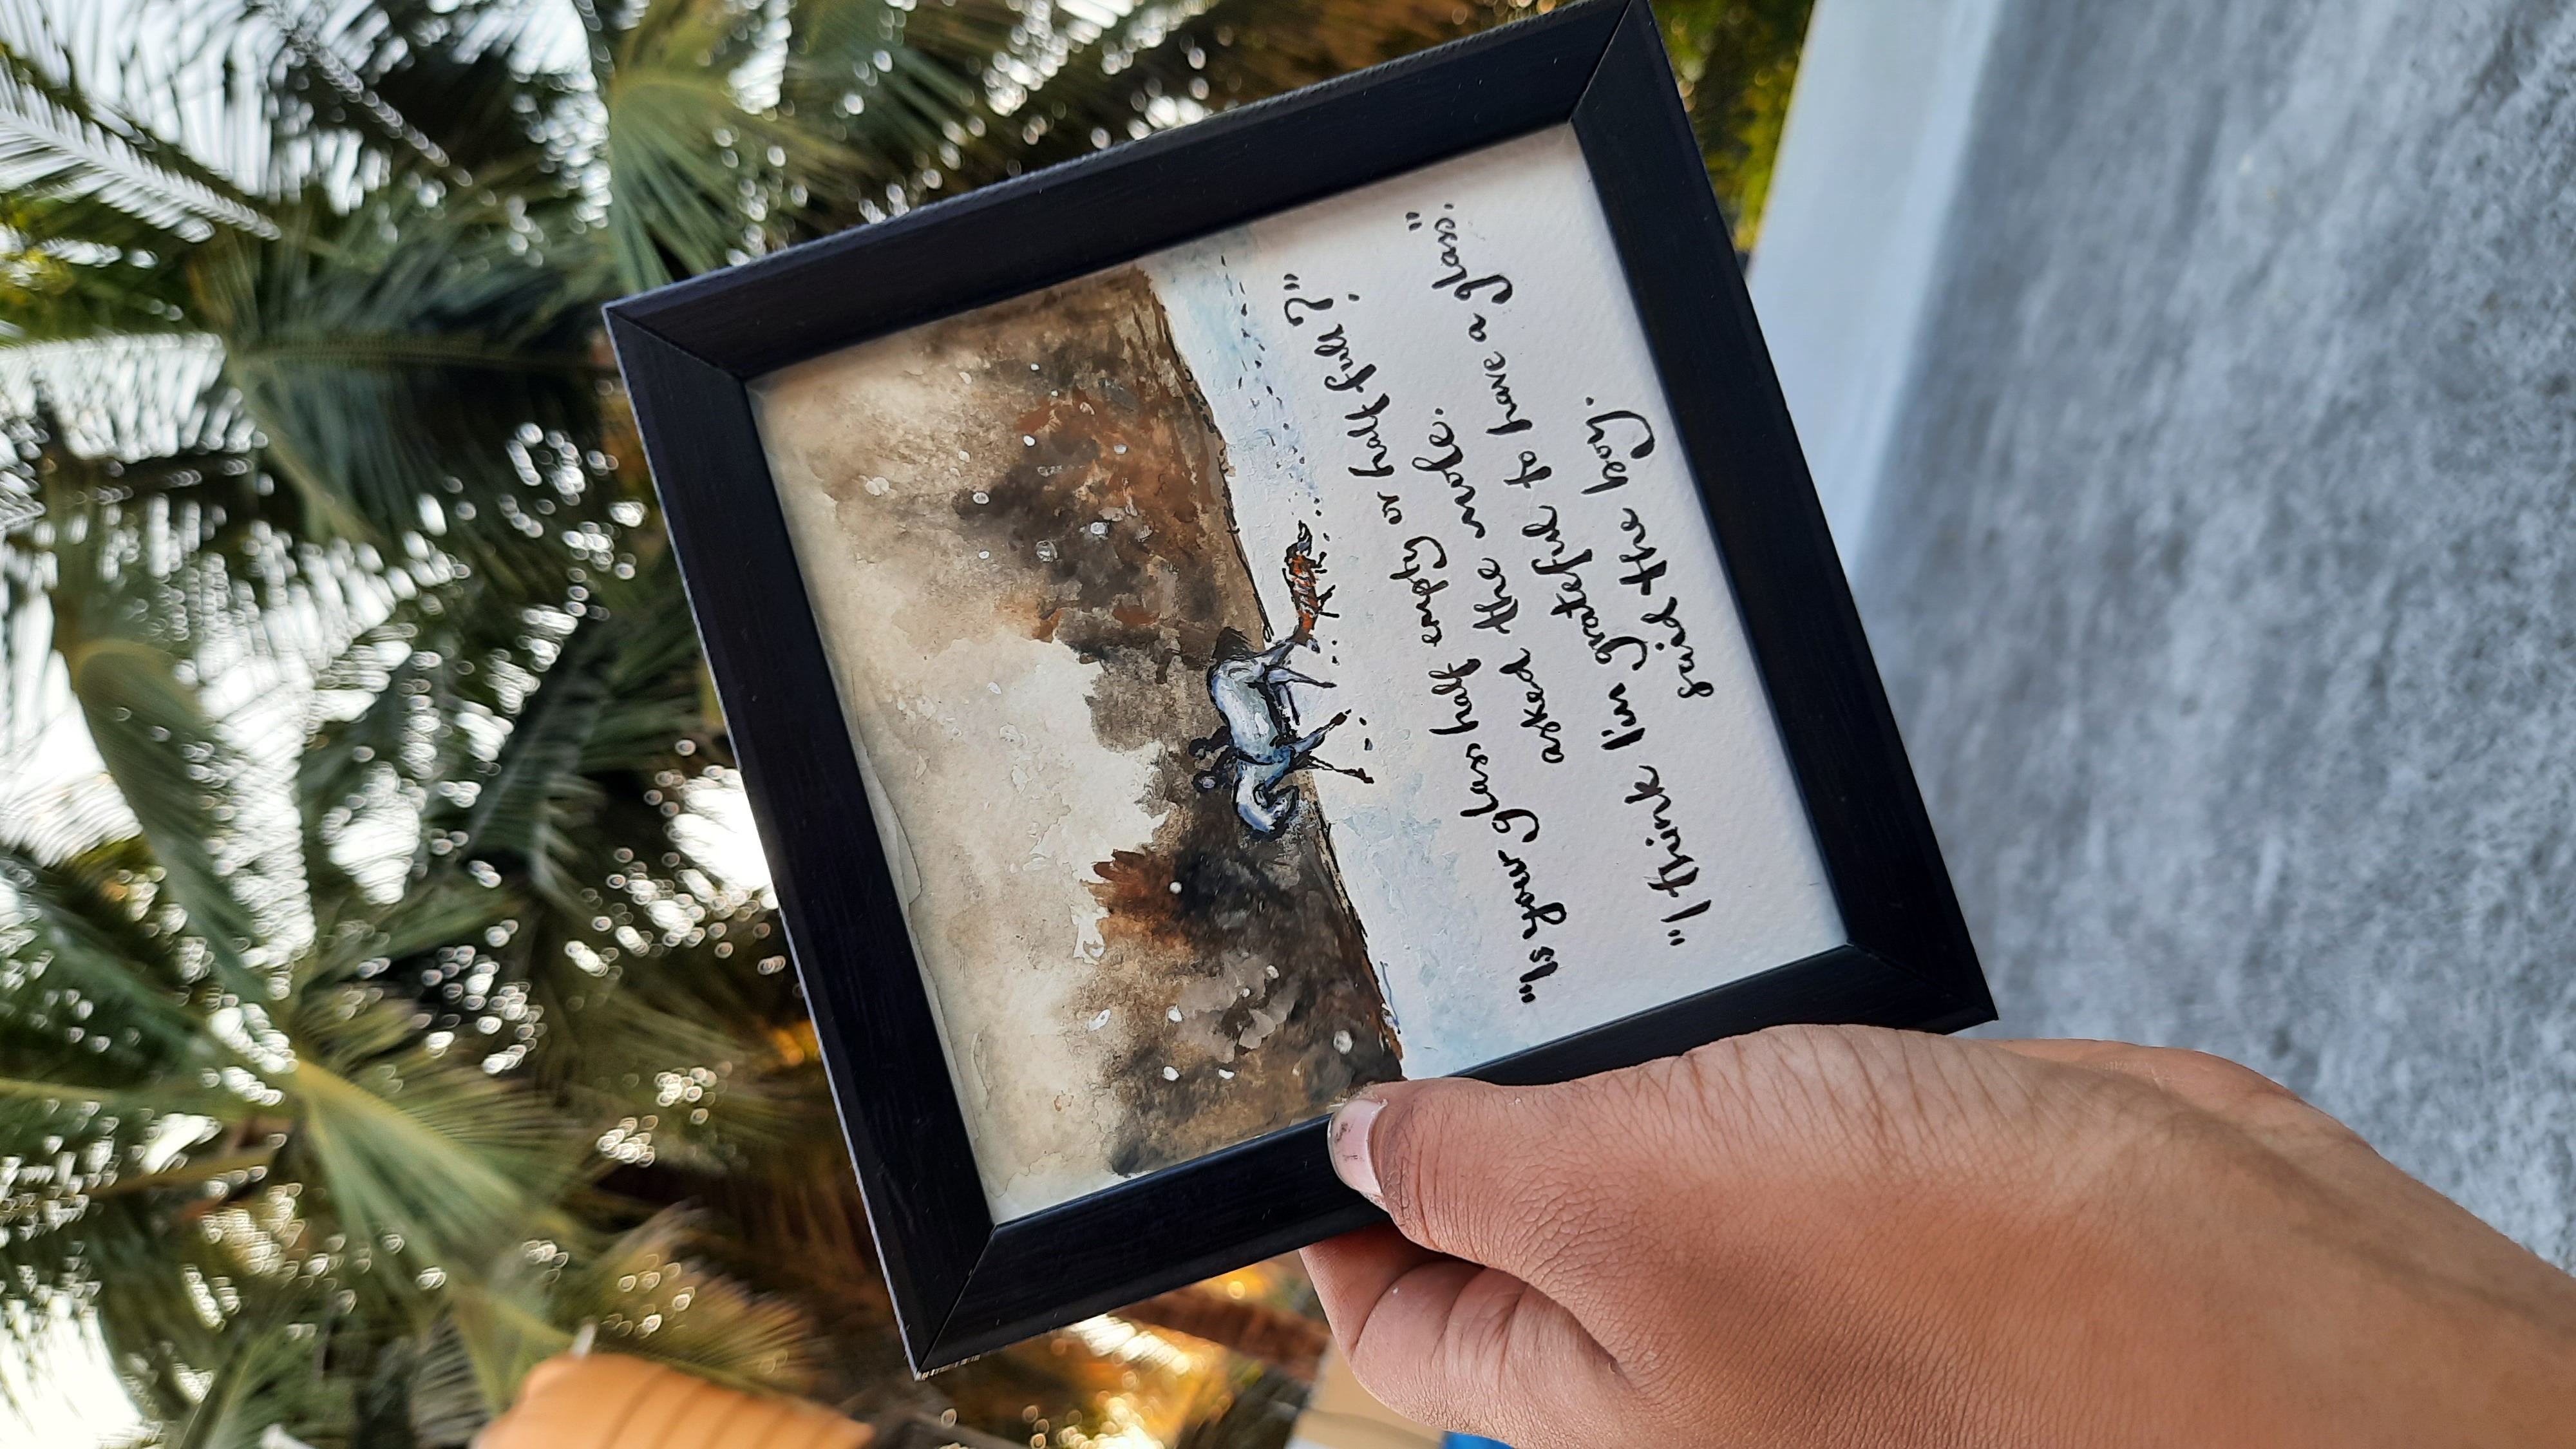 "Is your glass half empty or half full?"
asked the mole.
"I think I'm grateful to have a glass".
said the boy.